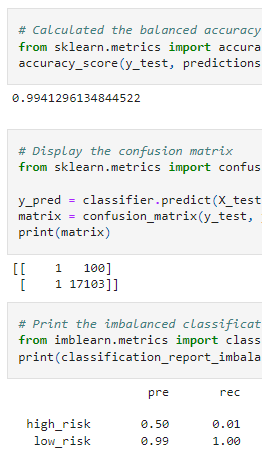 # Calculated the balanced accuracy
from sklearn.metrics import accura
accuracy_score(y_test, predictions
0.9941296134844522
# Display the confusion matrix
from sklearn.metrics import confus
y_pred = classifier.predict(X_test
matrix = confusion_matrix(y_test,
print(matrix)
[[    1   100]
 [    1 17103]]
# Print the imbalanced classificat
from imblearn.metrics import class
print(classification_report_imbala
pre rec
high_risk 0.50 0.01
low_risk 0.99 1.00